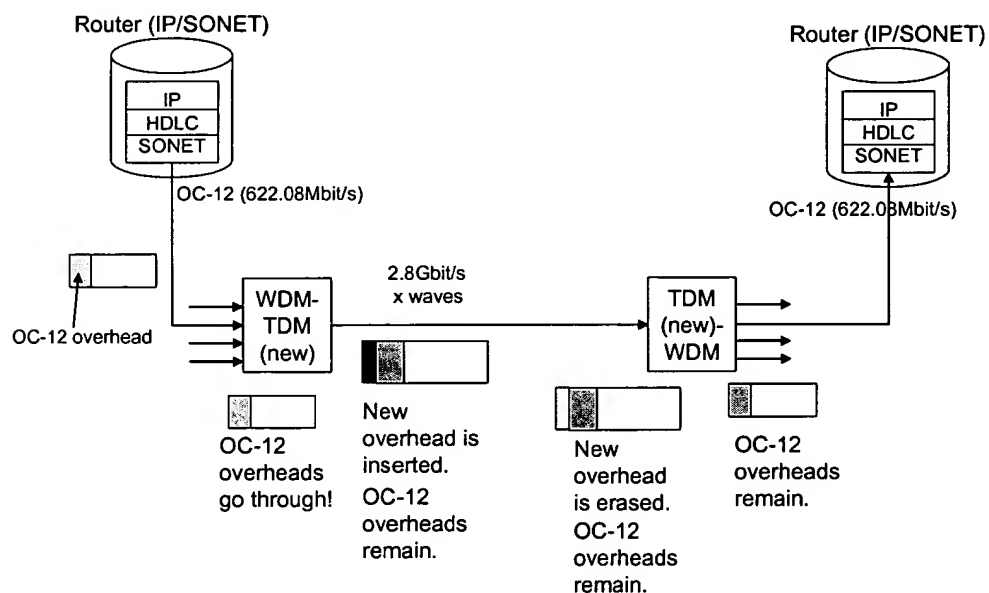 Router (IP/SONET)
IP
HDLC
SONET
OC-12 (622.08Mbit/s)
Router (IP/SONET)
IP
HDLC
SONET
OC-12 (622.08Mbit/s)
OC-12 overhead
WDM-
TDM
(new)
2.8Gbit/s
x waves
TDM
(new)-
WDM
OC-12
overheads
go through!
New
overhead is
inserted.
OC-12
overheads
remain.
New
overhead
is erased.
OC-12
overheads
remain.
OC-12
overheads
remain.